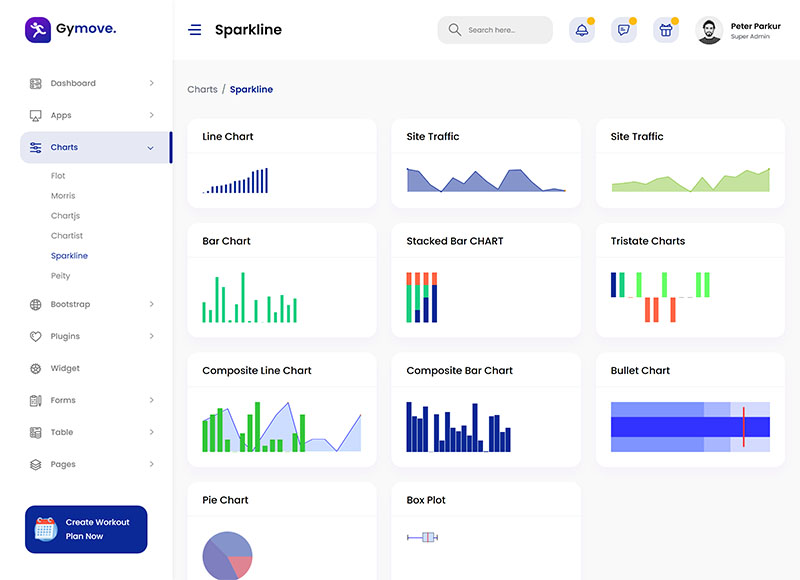 Gymove.
Sparkline
Search here..
Peter Parkur
Super Admin
Dashboard
Apps
Charts
Flot
Morris
Chartjs
Chartist
Sparkline
Peity
Bootstrap
Plugins
Widget
Forms
Table
Pages
Create Workout
Plan Now
Charts / Sparkline
Line Chart
Site Traffic
Site Traffic
Bar Chart
Stacked Bar CHART
Tristate Charts
Composite Line Chart
Composite Bar Chart
Bullet Chart
Pie Chart
Box Plot